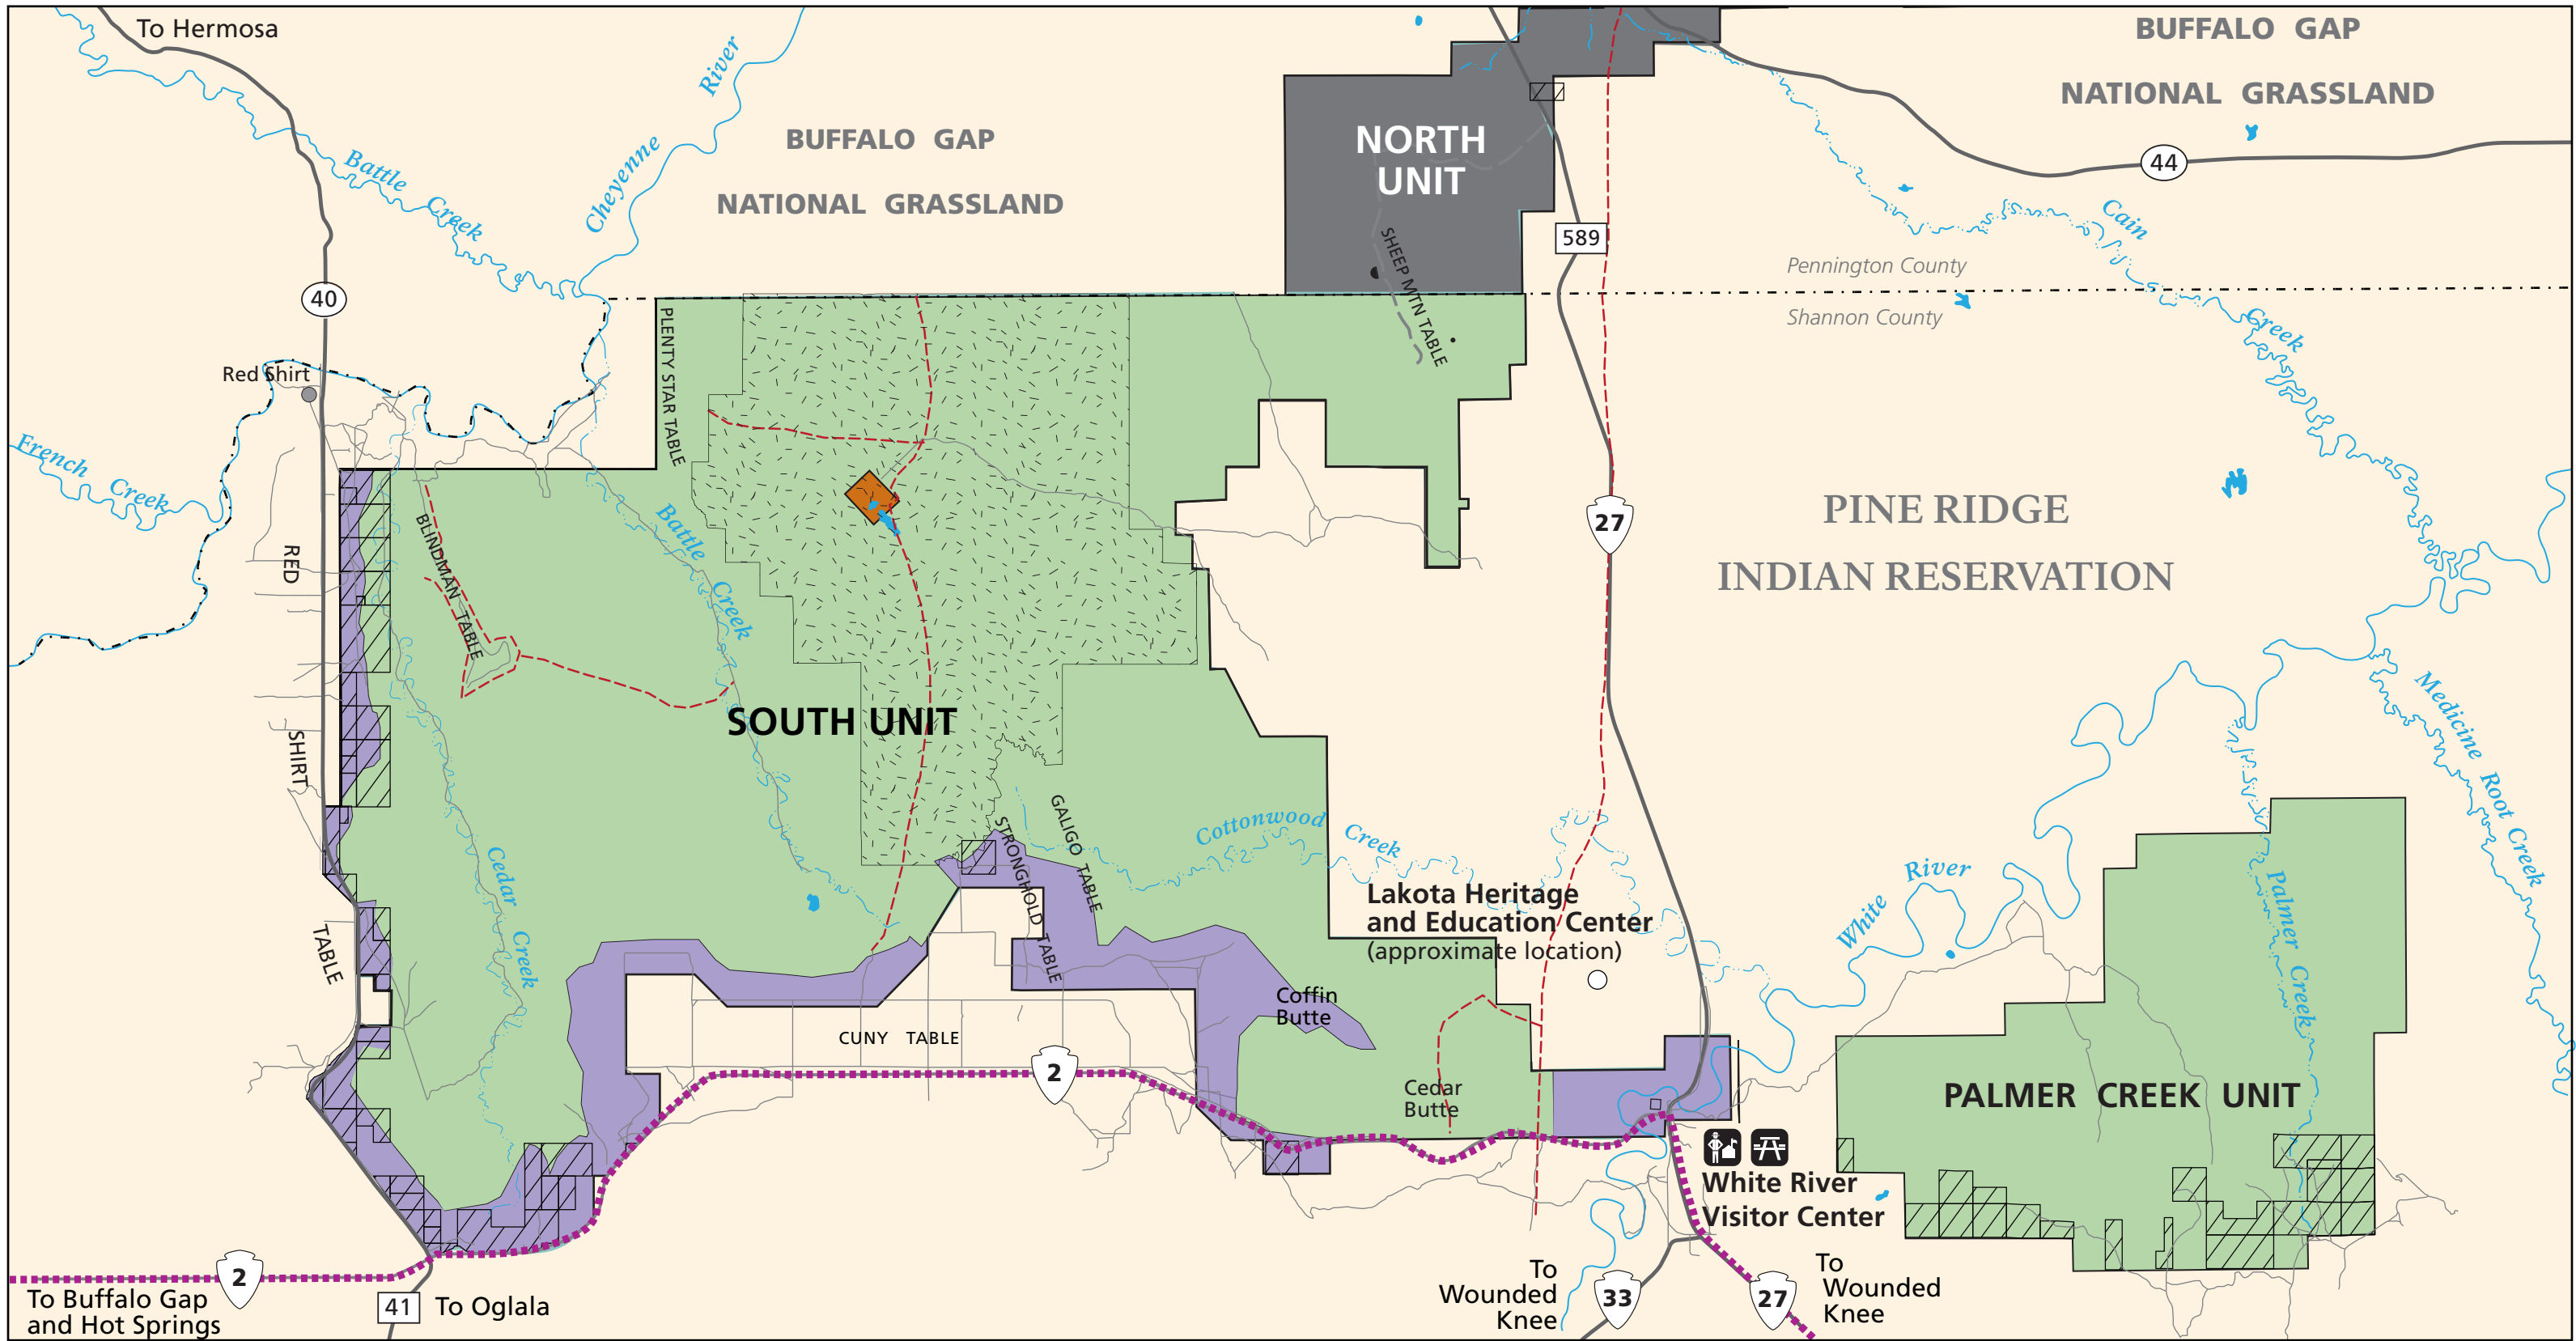 To Hermosa
BUFFALO GAP
NATIONAL GRASSLAND
BUFFALO GAP
NATIONAL GRASSLAND
Cheyenne River
Battle Creek
NORTH
UNIT
44
589
40
SHEEP MTN TABLE
Cain Creek
Pennington County
Shannon County
Red Shirt
PLENTY STAR TABLE
French Creek
RED SHIRT TABLE
BLINDMAN TABLE
Battle Creek
27
PINE RIDGE
INDIAN RESERVATION
SOUTH UNIT
Medicine Root Creek
Cedar Creek
STRONGHOLD TABLE
GALIGO TABLE
Cottonwood Creek
Lakota Heritage
and Education Center
(approximate location)
White River
Palmer Creek
Coffin
Butte
CUNY TABLE
2
Cedar
Butte
PALMER CREEK UNIT
White River
Visitor Center
2
To Buffalo Gap
and Hot Springs
41
To Oglala
To
Wounded
Knee
33
27
To
Wounded
Knee